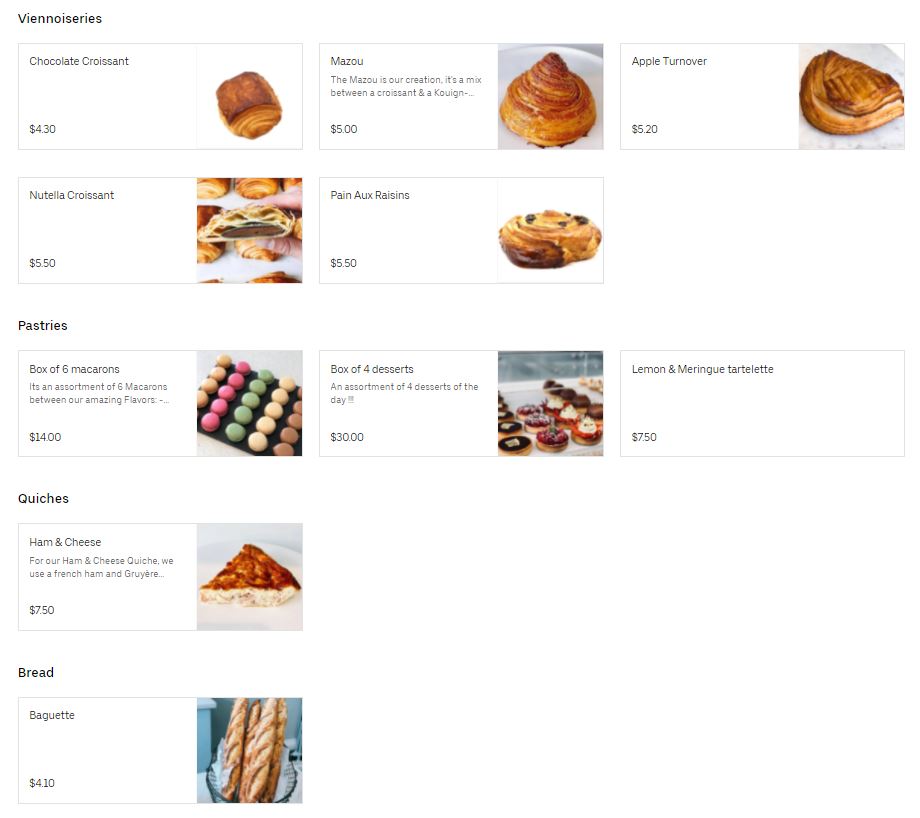 Viennoiseries
Chocolate Croissant
$4.30
Mazou
The Mazou is our creation, it's a mix
between a croissant & a Kouign-...
$5.00
Apple Turnover
$5.20
Nutella Croissant
$5.50
Pain Aux Raisins
$5.50
Pastries
Box of 6 macarons
Its an assortment of 6 Macarons
between our amazing Flavors: -...
$14.00
Box of 4 desserts
An assortment of 4 desserts of the
day !!!
$30.00
Lemon & Meringue tartelette
$7.50
Quiches
Ham & Cheese
For our Ham & Cheese Quiche, we
use a french ham and Gruyère...
$7.50
Bread
Baguette
$4.10